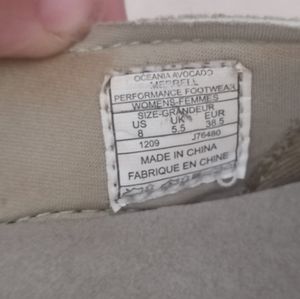 OCEANIA AVOCADO
MERRELL
PERFORMANCE FOOTWEAR
WOMENS-FEMMES
SIZE-GRANDEUR
US UK EUR
8 5.5 38.5
1209 J76480
MADE IN CHINA
FABRIQUE EN CHINE